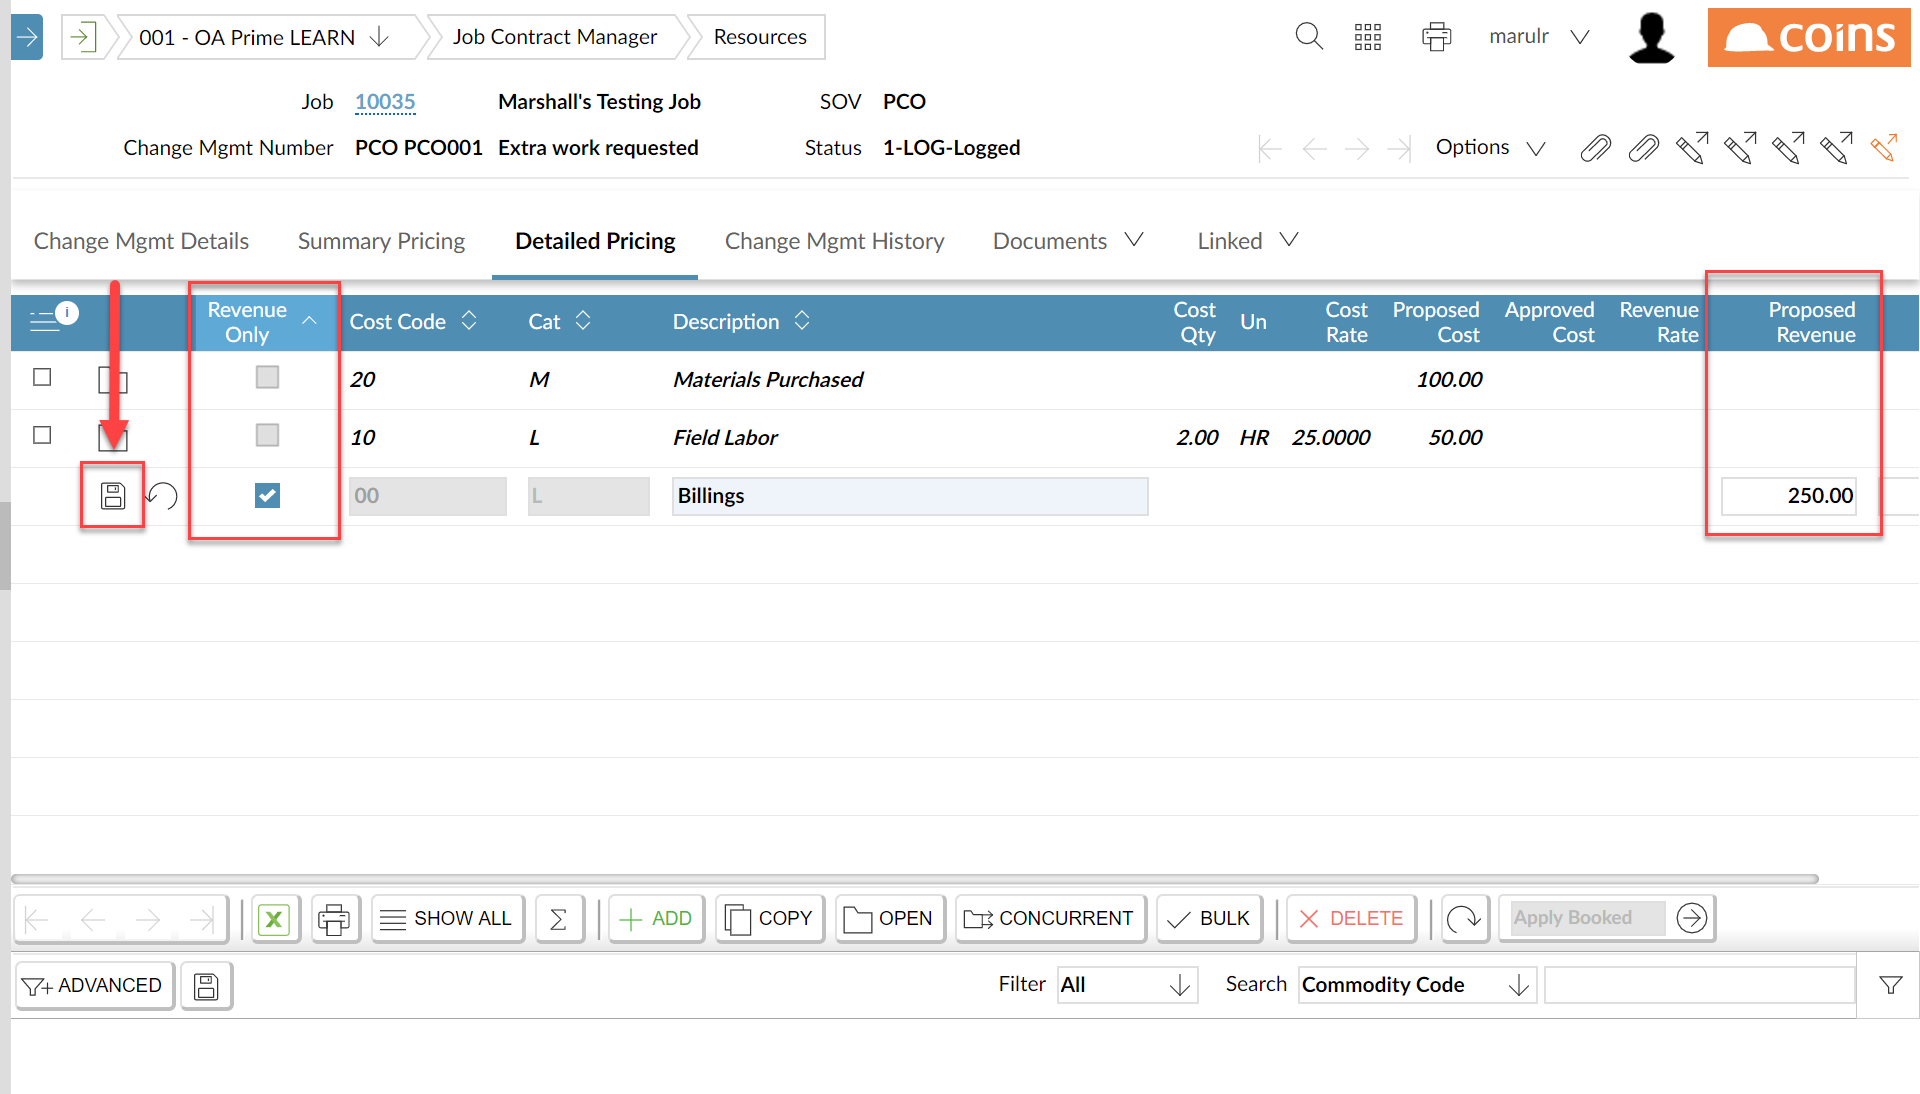 001 - OA Prime LEARN
Job Contract Manager
Resources
marulr
coins
Job 10035 Marshall's Testing Job SOV PCO
Change Mgmt Number PCO PCO001 Extra work requested Status 1-LOG-Logged
Options
Change Mgmt Details Summary Pricing Detailed Pricing Change Mgmt History Documents Linked
i
Revenue Only Cost Code Cat Description Cost Qty Un Cost Rate Proposed Cost Approved Cost Revenue Rate Proposed Revenue
20 M Materials Purchased 100.00
10 L Field Labor 2.00 HR 25.0000 50.00
00 L Billings 250.00
X SHOW ALL Σ ADD COPY OPEN CONCURRENT BULK DELETE Apply Booked
ADVANCED Filter All Search Commodity Code